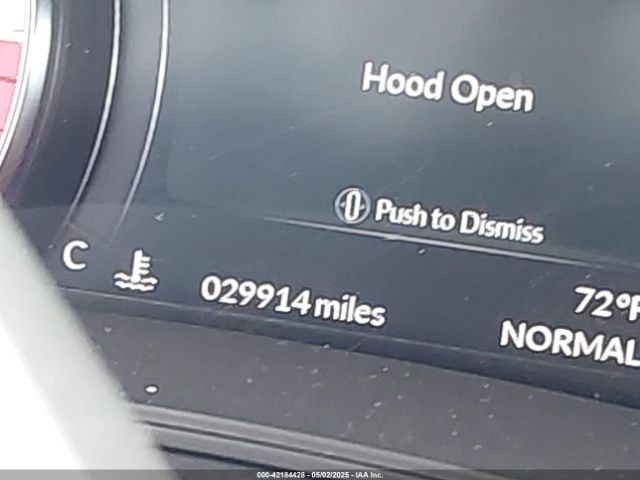 Hood Open
Push to Dismiss
C
029914 miles
72°F
NORMAL
000-42184428 - 05/02/2025 - IAA Inc.